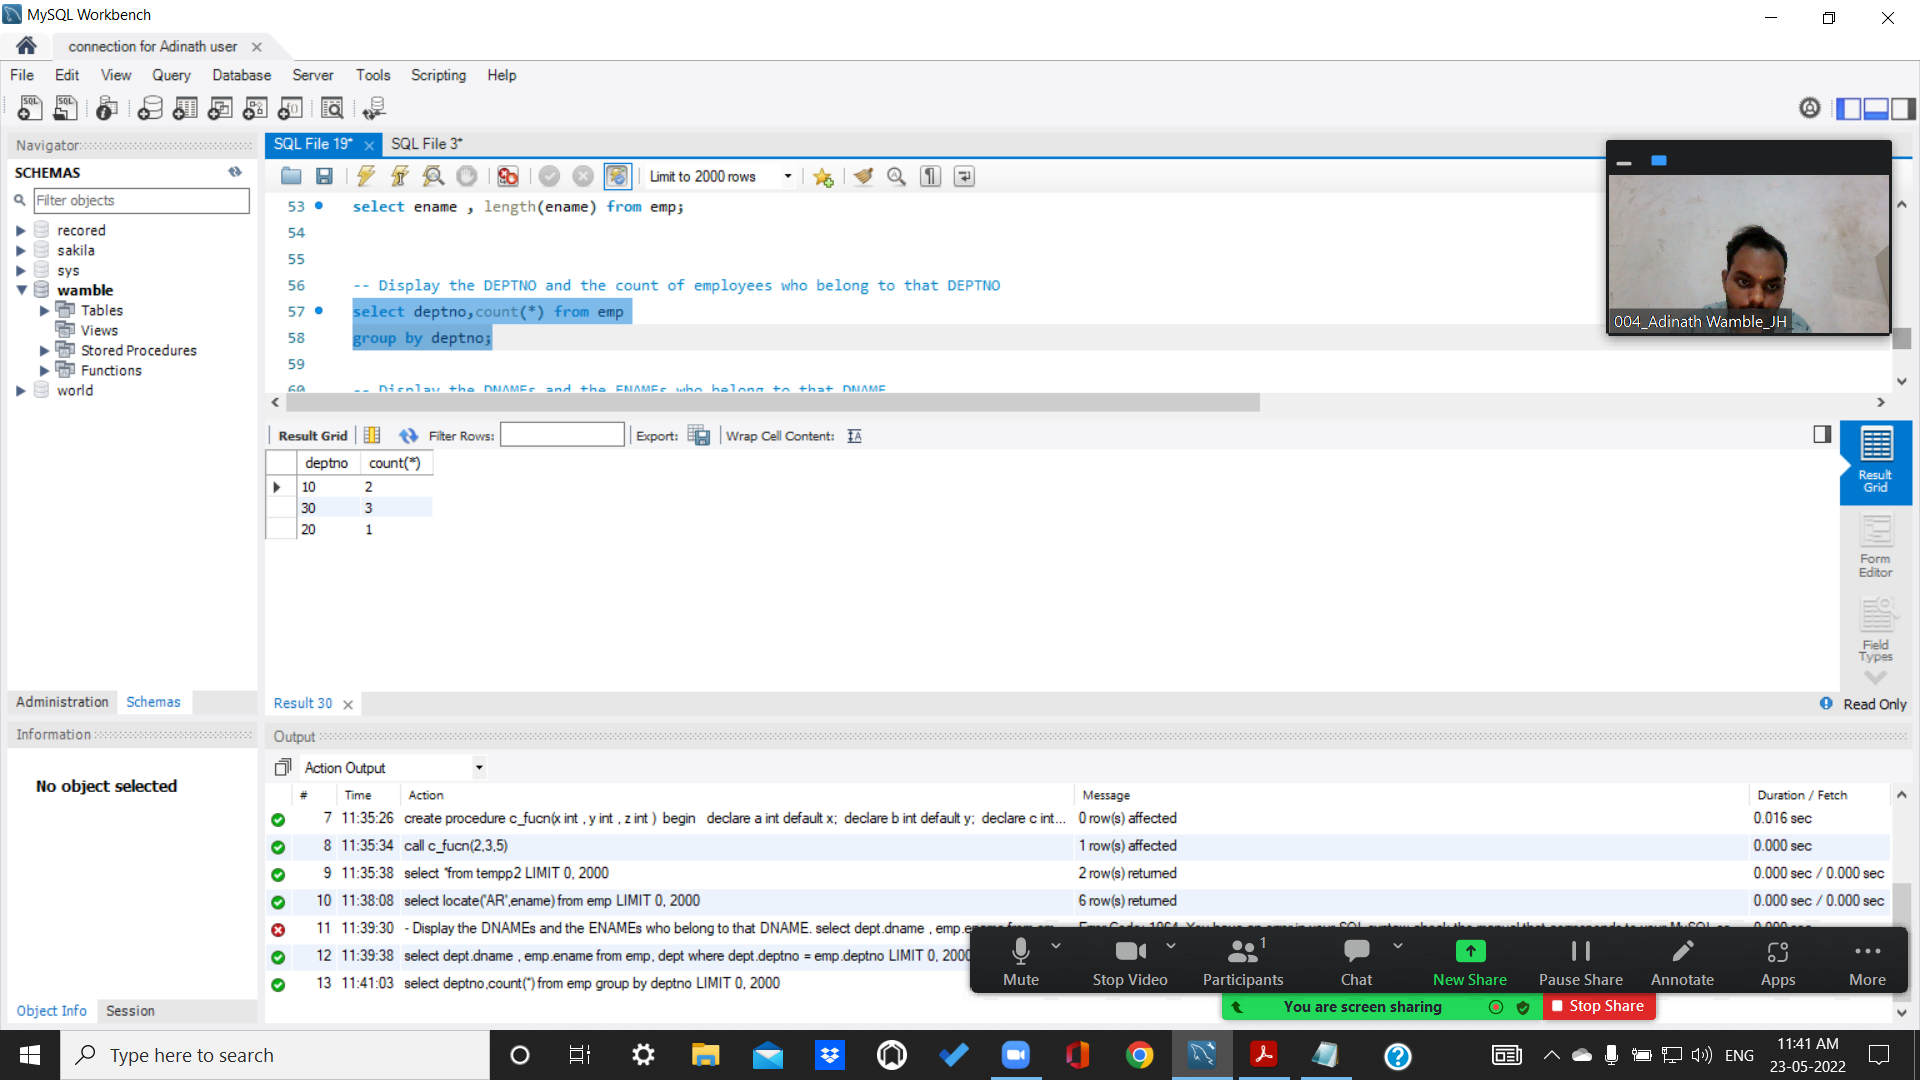 MySQL Workbench
connection for Adinath user
File Edit View Query Database Server Tools Scripting Help
Navigator
SCHEMAS
Filter objects
recored
sakila
sys
wamble
Tables
Views
Stored Procedures
Functions
world
Administration Schemas
Information
No object selected
Object Info Session
SQL File 19* SQL File 3*
Limit to 2000 rows
53 select ename , length(ename) from emp;
54
55
56 -- Display the DEPTNO and the count of employees who belong to that DEPTNO
57 select deptno,count(*) from emp
58 group by deptno;
59
60 -- Display the DNAMEs and the ENAMEs who belong to that DNAME
004_Adinath Wamble_JH
Result Grid Filter Rows: Export: Wrap Cell Content:
deptno count(*)
10 2
30 3
20 1
Result Grid
Form Editor
Field Types
Result 30
Read Only
Output
Action Output
# Time Action Message Duration / Fetch
7 11:35:26 create procedure c_fucn(x int , y int , z int ) begin declare a int default x; declare b int default y; declare c int... 0 row(s) affected 0.016 sec
8 11:35:34 call c_fucn(2,3,5) 1 row(s) affected 0.000 sec
9 11:35:38 select *from tempp2 LIMIT 0, 2000 2 row(s) returned 0.000 sec / 0.000 sec
10 11:38:08 select locate('AR',ename) from emp LIMIT 0, 2000 6 row(s) returned 0.000 sec / 0.000 sec
11 11:39:30 - Display the DNAMEs and the ENAMEs who belong to that DNAME. select dept.dname , emp.ename from
12 11:39:38 select dept.dname , emp.ename from emp, dept where dept.deptno = emp.deptno LIMIT 0, 2000
13 11:41:03 select deptno,count(*) from emp group by deptno LIMIT 0, 2000
1
Mute Stop Video Participants Chat New Share Pause Share Annotate Apps More
You are screen sharing Stop Share
Type here to search
ENG
11:41 AM
23-05-2022